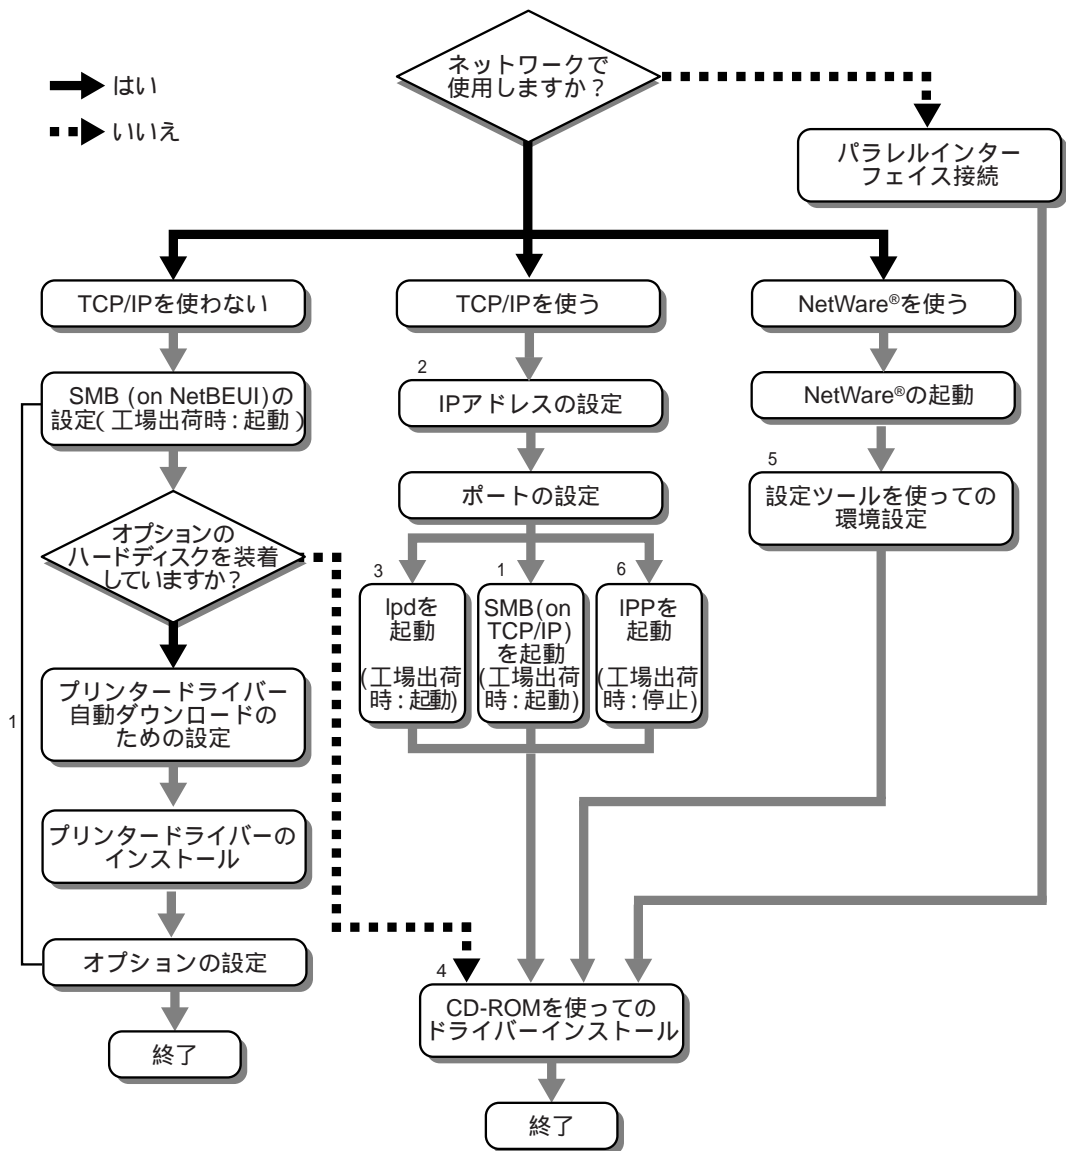 ネットワークで
使用しますか？
はい
いいえ
パラレルインター
フェイス接続
TCP/IPを使わない
TCP/IPを使う
NetWare®を使う
SMB (on NetBEUI)の
設定(工場出荷時：起動)
2
IPアドレスの設定
NetWare®の起動
ポートの設定
5
設定ツールを使っての
環境設定
オプションの
ハードディスクを装着
していますか？
3
lpdを
起動
(工場出荷
時：起動)
1
SMB(on
TCP/IP)
を起動
(工場出荷
時：起動)
6
IPPを
起動
(工場出荷
時：停止)
1
プリンタードライバー
自動ダウンロードの
ための設定
プリンタードライバーの
インストール
オプションの設定
終了
4
CD-ROMを使っての
ドライバーインストール
終了